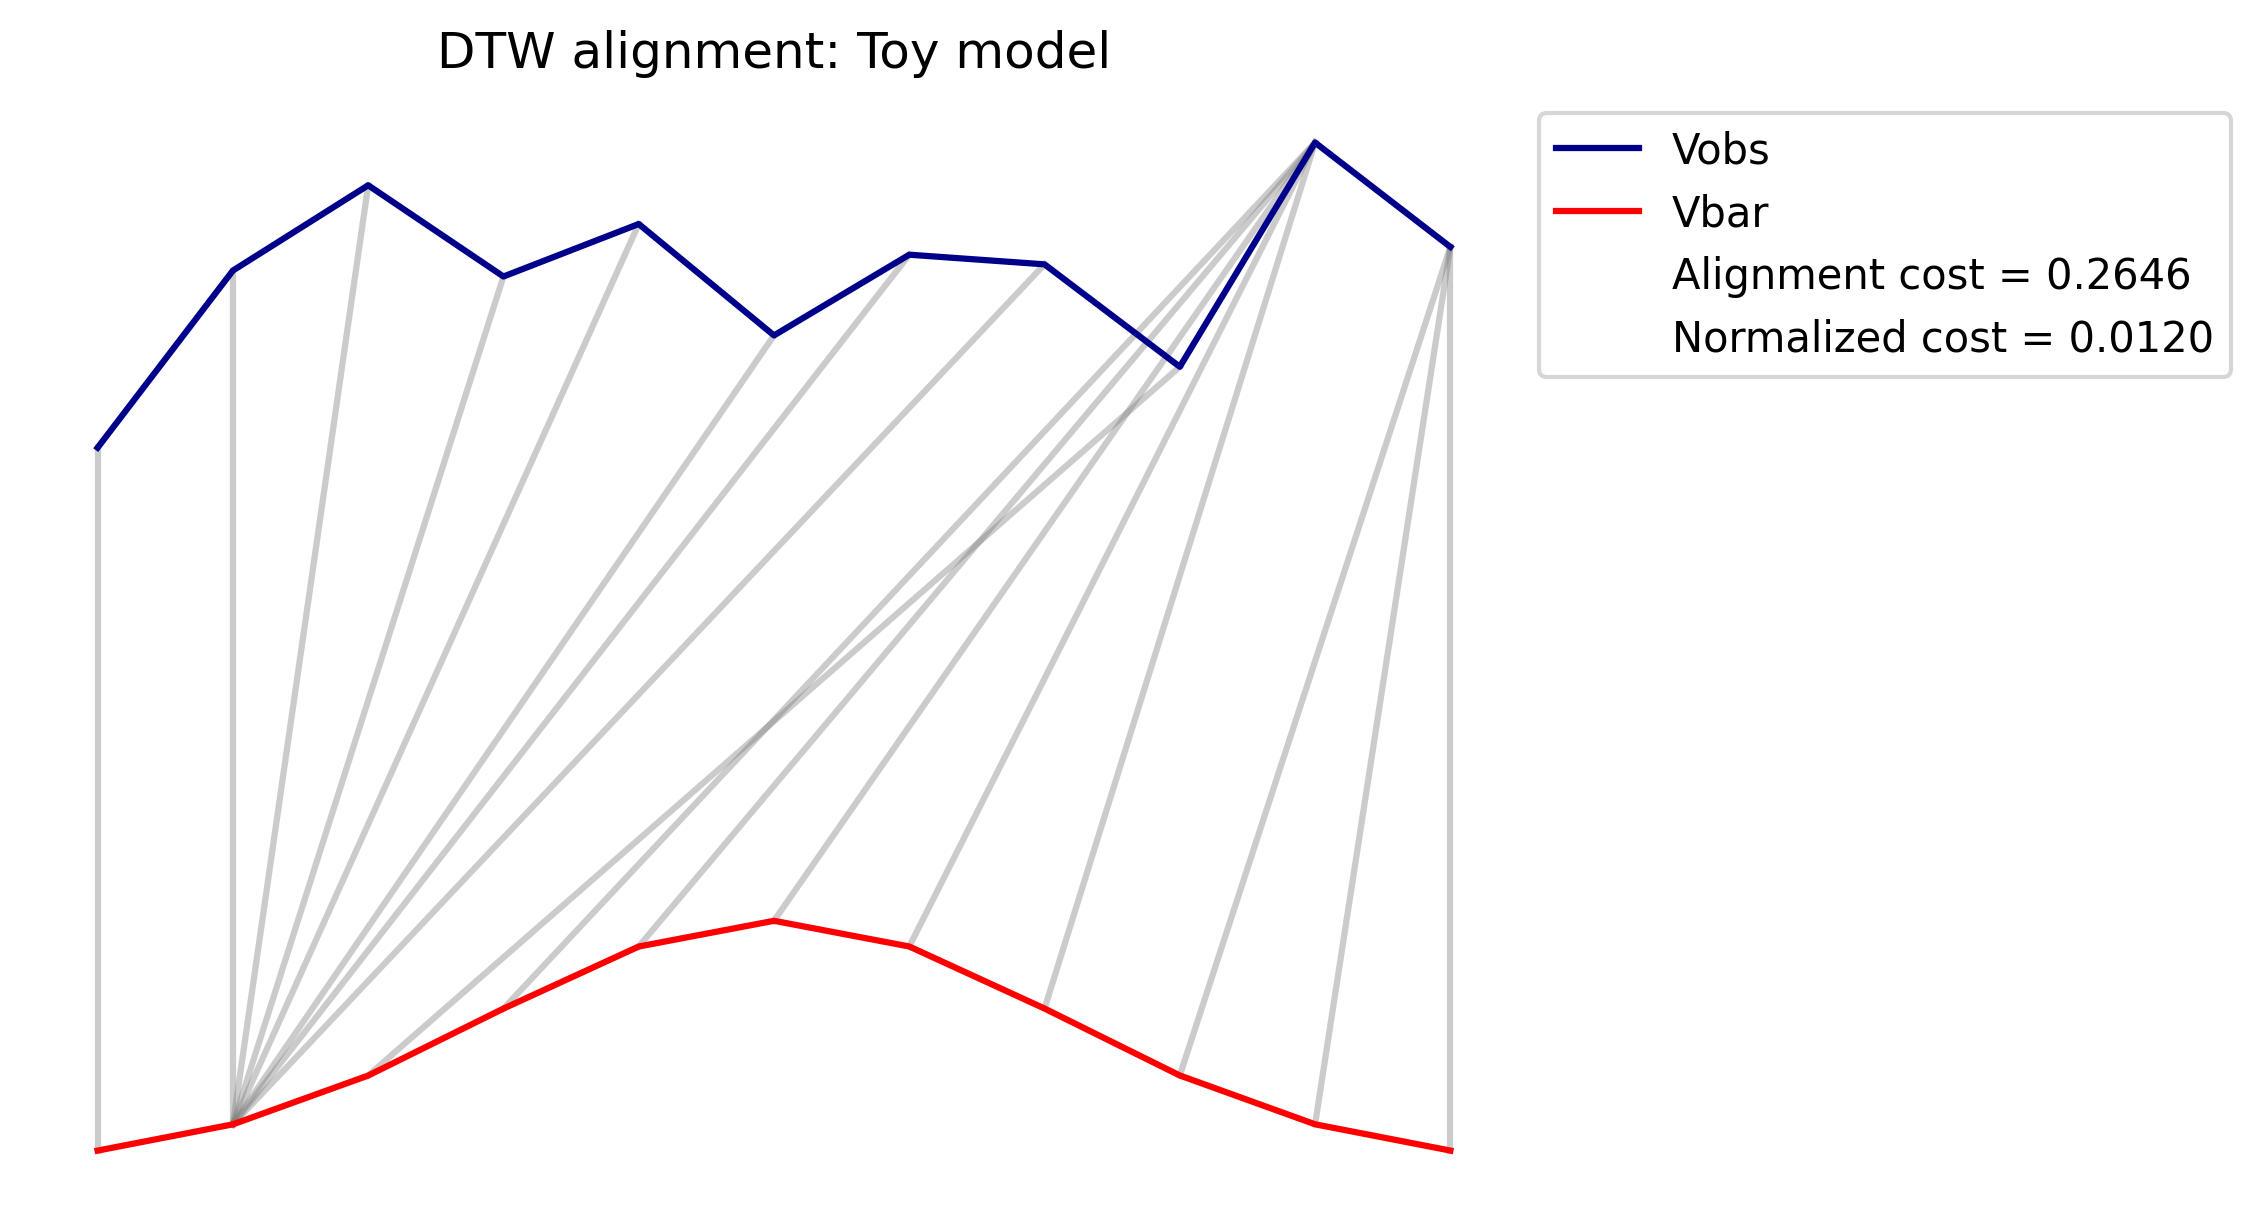 DTW alignment: Toy model
Vobs
Vbar
Alignment cost = 0.2646
Normalized cost = 0.0120